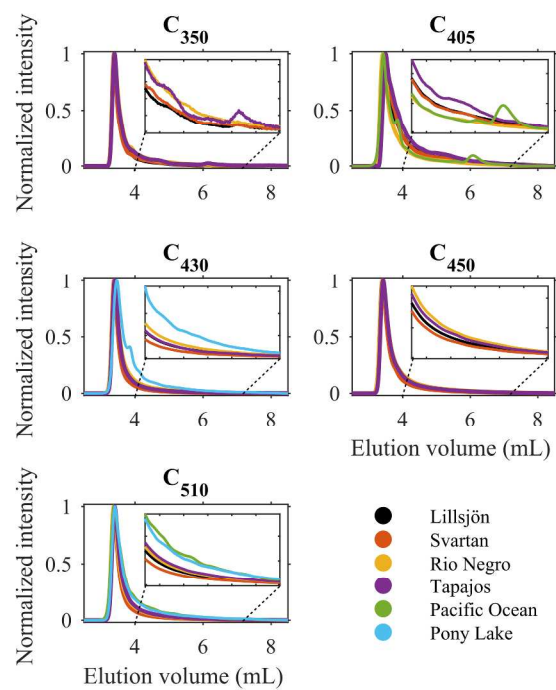 C350
C405
Normalized intensity
1
0.5
0
4
6
8
1
0.5
0
4
6
8
C430
C450
Normalized intensity
1
0.5
0
4
6
8
1
0.5
0
4
6
8
Elution volume (mL)
C510
Normalized intensity
1
0.5
0
4
6
8
Elution volume (mL)
Lillsjön
Svartan
Rio Negro
Tapajos
Pacific Ocean
Pony Lake